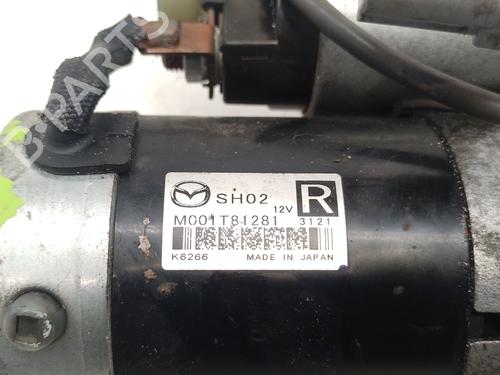 B-PARTS
SH02
12V
R
M001T81281
3121
K6266
MADE IN JAPAN